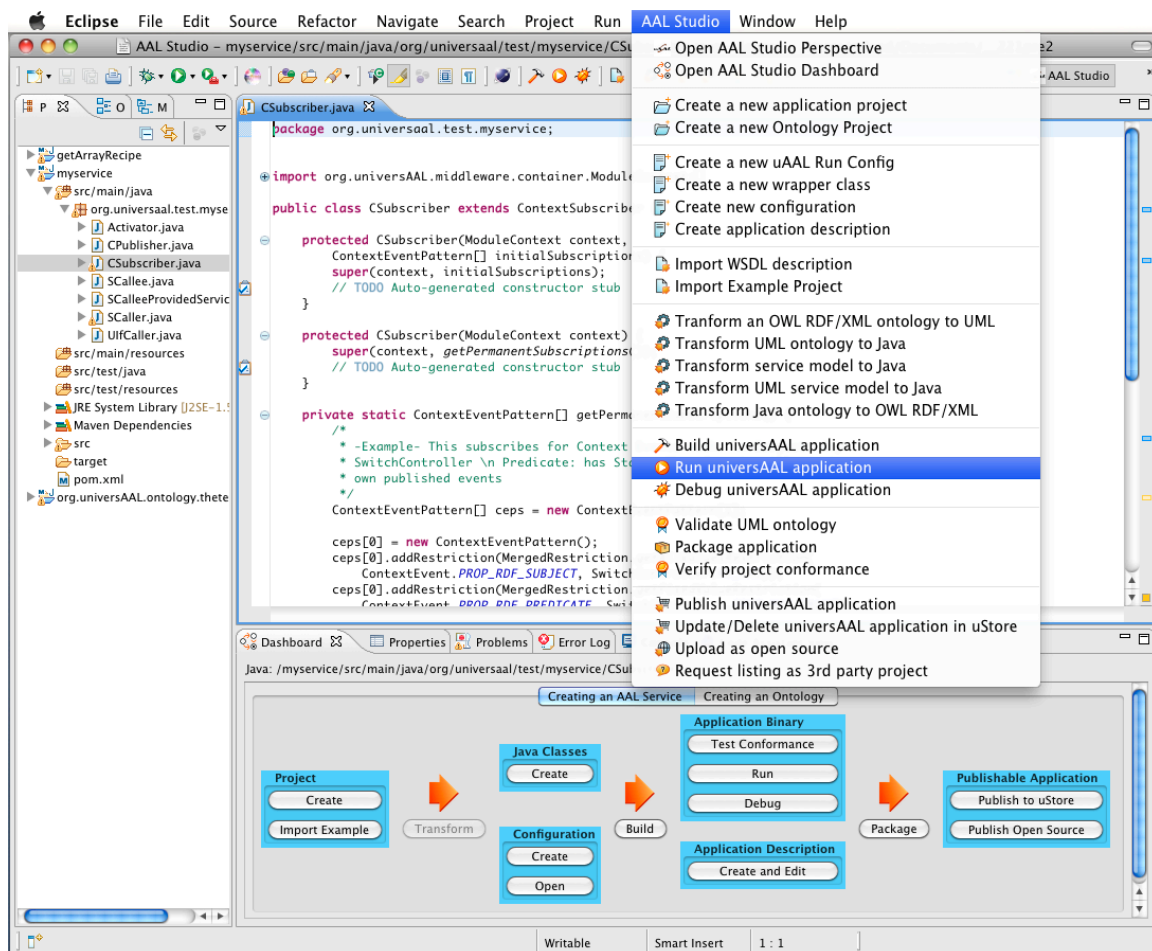 Eclipse File Edit Source Refactor Navigate Search Project Run AAL Studio Window Help
AAL Studio – myservice/src/main/java/org/universaal/test/myservice/CSu
e2
AAL Studio
P O M
getArrayRecipe
myservice
src/main/java
org.universaal.test.myse
Activator.java
CPublisher.java
CSubscriber.java
SCallee.java
SCalleeProvidedServic
SCaller.java
UIfCaller.java
src/main/resources
src/test/java
src/test/resources
JRE System Library [J2SE-1.5
Maven Dependencies
src
target
pom.xml
org.universAAL.ontology.thete
CSubscriber.java
package org.universaal.test.myservice;
import org.universAAL.middleware.container.Module
public class CSubscriber extends ContextSubscribe
protected CSubscriber(ModuleContext context,
ContextEventPattern[] initialSubscription
super(context, initialSubscriptions);
// TODO Auto-generated constructor stub
}
protected CSubscriber(ModuleContext context)
super(context, getPermanentSubscriptions(
// TODO Auto-generated constructor stub
}
private static ContextEventPattern[] getPerma
/*
* -Example- This subscribes for Context
* SwitchController \n Predicate: has Sta
* own published events
*/
ContextEventPattern[] ceps = new ContextE
ceps[0] = new ContextEventPattern();
ceps[0].addRestriction(MergedRestriction.
ContextEvent.PROP_RDF_SUBJECT, Switch
ceps[0].addRestriction(MergedRestriction.
ContextEvent.PROP_RDF_PREDICATE, Swit
Open AAL Studio Perspective
Open AAL Studio Dashboard
Create a new application project
Create a new Ontology Project
Create a new uAAL Run Config
Create a new wrapper class
Create new configuration
Create application description
Import WSDL description
Import Example Project
Tranform an OWL RDF/XML ontology to UML
Transform UML ontology to Java
Transform service model to Java
Transform UML service model to Java
Transform Java ontology to OWL RDF/XML
Build universAAL application
Run universAAL application
Debug universAAL application
Validate UML ontology
Package application
Verify project conformance
Publish universAAL application
Update/Delete universAAL application in uStore
Upload as open source
Request listing as 3rd party project
Dashboard Properties Problems Error Log
Java: /myservice/src/main/java/org/universaal/test/myservice/CSu
Creating an AAL Service Creating an Ontology
Project
Create
Import Example
Transform
Java Classes
Create
Configuration
Create
Open
Build
Application Binary
Test Conformance
Run
Debug
Application Description
Create and Edit
Package
Publishable Application
Publish to uStore
Publish Open Source
Writable Smart Insert 1 : 1